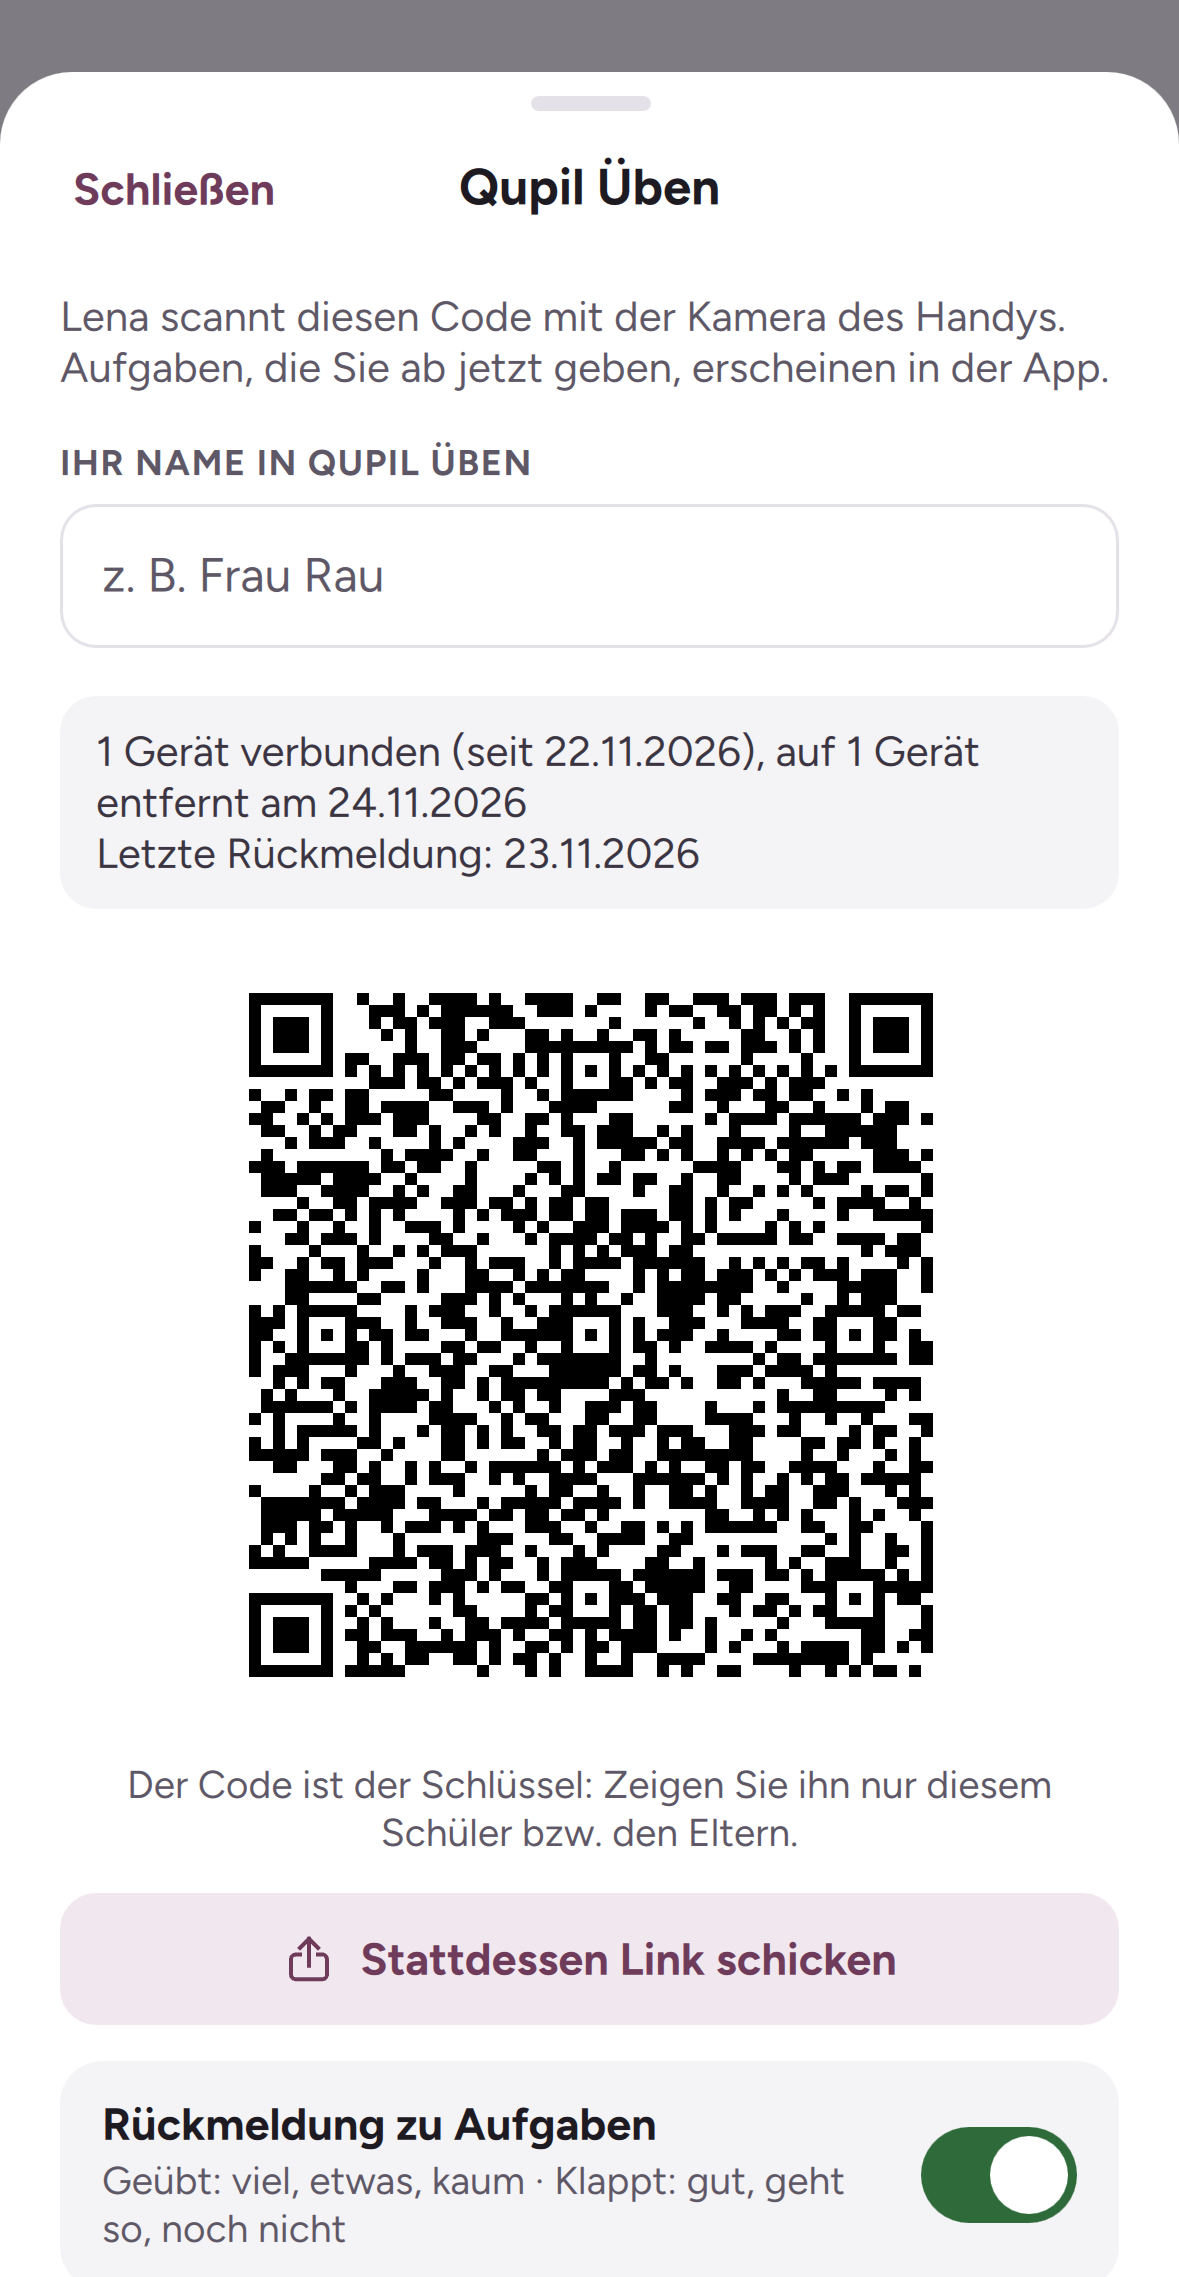 Schließen
Qupil Üben
Lena scannt diesen Code mit der Kamera des Handys.
Aufgaben, die Sie ab jetzt geben, erscheinen in der App.
IHR NAME IN QUPIL ÜBEN
z. B. Frau Rau
1 Gerät verbunden (seit 22.11.2026), auf 1 Gerät
entfernt am 24.11.2026
Letzte Rückmeldung: 23.11.2026
Der Code ist der Schlüssel: Zeigen Sie ihn nur diesem
Schüler bzw. den Eltern.
Stattdessen Link schicken
Rückmeldung zu Aufgaben
Geübt: viel, etwas, kaum · Klappt: gut, geht
so, noch nicht